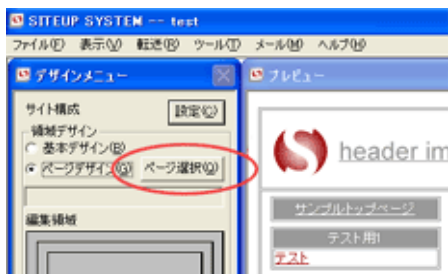 SITEUP SYSTEM -- test
ファイル(F) 表示(V) 転送(R) ツール(T) メール(M) ヘルプ(H)
デザインメニュー
プレビュー
サイト構成
設定(C)
領域デザイン
基本デザイン(B)
ページデザイン(G)
ページ選択(Q)
編集領域
header im
サンプルトップページ
テスト用1
テスト